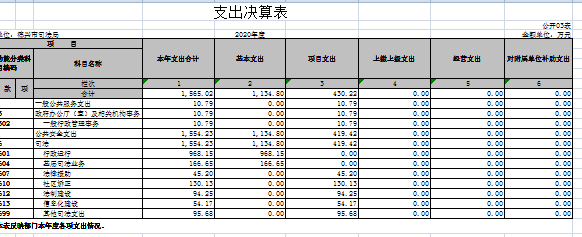 支出决算表
公开03表
单位：德兴市司法局 2020年度 金额单位：万元
项 目 本年支出合计 基本支出 项目支出 上缴上级支出 经营支出 对附属单位补助支出
功能分类科目编码 科目名称
款 项 栏次 1 2 3 4 5 6
合计 1,565.02 1,134.80 430.22 0.00 0.00 0.00
一般公共服务支出 10.79 0.00 10.79 0.00 0.00 0.00
政府办公厅（室）及相关机构事务 10.79 0.00 10.79 0.00 0.00 0.00
302 一般行政管理事务 10.79 0.00 10.79 0.00 0.00 0.00
公共安全支出 1,554.23 1,134.80 419.42 0.00 0.00 0.00
司法 1,554.23 1,134.80 419.42 0.00 0.00 0.00
601 行政运行 968.15 968.15 0.00 0.00 0.00 0.00
604 基层司法业务 166.65 166.65 0.00 0.00 0.00 0.00
607 法律援助 45.20 0.00 45.20 0.00 0.00 0.00
610 社区矫正 130.13 0.00 130.13 0.00 0.00 0.00
612 法制建设 94.25 0.00 94.25 0.00 0.00 0.00
613 信息化建设 54.17 0.00 54.17 0.00 0.00 0.00
699 其他司法支出 95.68 0.00 95.68 0.00 0.00 0.00
本表反映部门本年度各项支出情况。